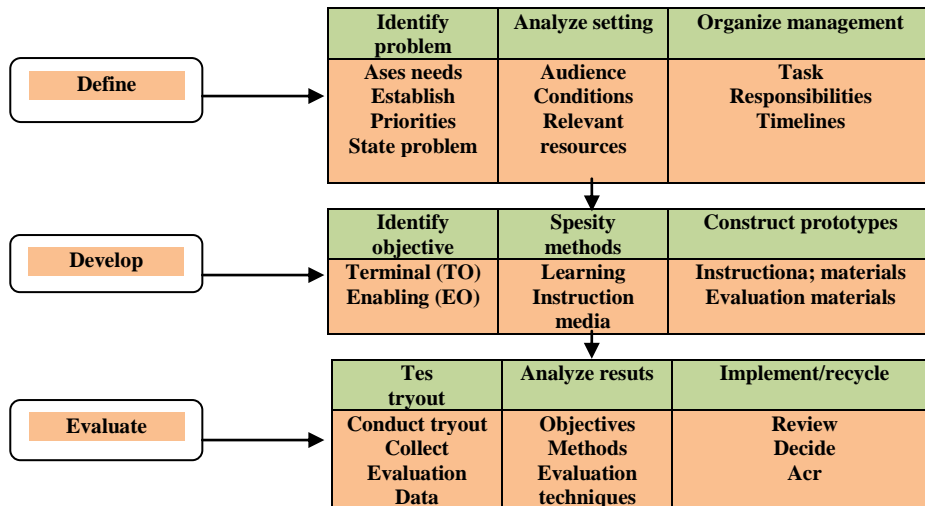 Define
Identify
problem
Analyze setting
Organize management
Ases needs
Establish
Priorities
State problem
Audience
Conditions
Relevant
resources
Task
Responsibilities
Timelines
Develop
Identify
objective
Spesity
methods
Construct prototypes
Terminal (TO)
Enabling (EO)
Learning
Instruction
media
Instructiona; materials
Evaluation materials
Evaluate
Tes
tryout
Analyze resuts
Implement/recycle
Conduct tryout
Collect
Evaluation
Data
Objectives
Methods
Evaluation
techniques
Review
Decide
Acr